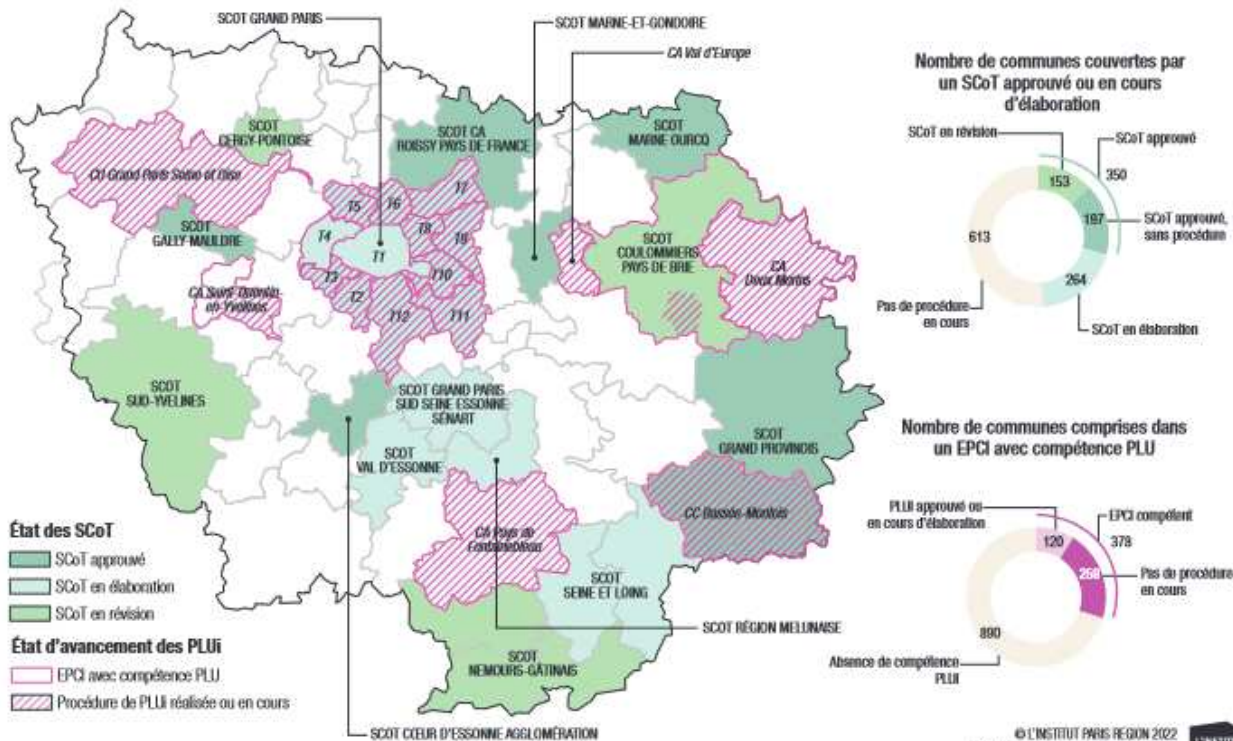 SCOT GRAND PARIS
SCOT MARNE-ET-GONDOIRE
CA Val d'Europe
SCOT
CERGY-PONTOISE
SCOT CA
ROISSY PAYS DE FRANCE
SCOT
MARNE OURCQ
CU Grand Paris Seine et Oise
T5
T6
T7
T4
T8
T9
T1
T3
T10
T2
T12
T11
SCOT
GALLY-MAULDRE
CA Saint-Quentin
en-Yvelines
SCOT
COULOMMIERS
PAYS DE BRIE
CA
Deux Morins
SCOT
SUD-YVELINES
SCOT GRAND PARIS
SUD SEINE ESSONNE
SÉNART
SCOT
VAL D'ESSONNE
SCOT
GRAND PROVINOIS
CA Pays de
Fontainebleau
CC Bassée-Montois
SCOT
SEINE ET LOING
SCOT RÉGION MELUNAISE
SCOT
NEMOURS-GÂTINAIS
SCOT CŒUR D'ESSONNE AGGLOMÉRATION
État des SCoT
SCoT approuvé
SCoT en élaboration
SCoT en révision
État d'avancement des PLUi
EPCI avec compétence PLU
Procédure de PLUi réalisée ou en cours
Nombre de communes couvertes par
un SCoT approuvé ou en cours
d'élaboration
SCoT en révision
153
SCoT approuvé
350
197
SCoT approuvé,
sans procédure
613
Pas de procédure
en cours
264
SCoT en élaboration
Nombre de communes comprises dans
un EPCI avec compétence PLU
PLUi approuvé ou
en cours d'élaboration
120
EPCI compétent
378
258
Pas de procédure
en cours
890
Absence de compétence
PLUi
© L'INSTITUT PARIS REGION 2022